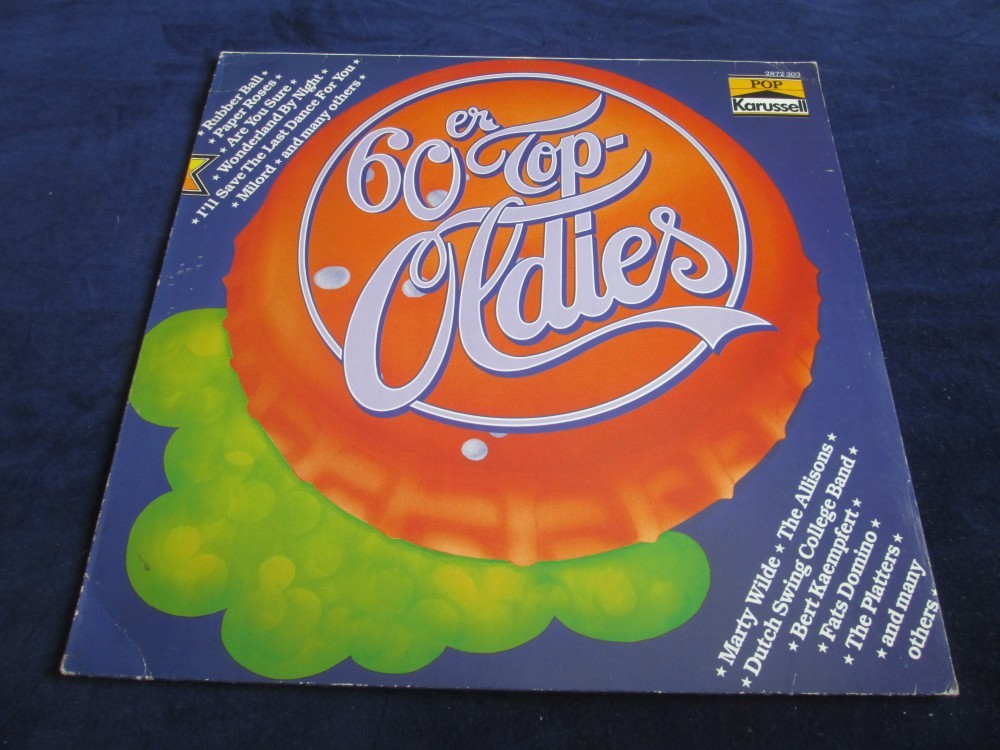 ★ Rubber Ball ★
★ Paper Roses ★
★ Are You Sure ★
★ Wonderland By Night ★
★ I'll Save The Last Dance For You ★
★ Milord ★ and many others ★
2872 203
POP
Karussell
60er Top-
Oldies
★ Marty Wilde ★ The Allisons ★
★ Dutch Swing College Band ★
★ Bert Kaempfert ★
★ Fats Domino ★
★ The Platters ★
★ and many
others ★